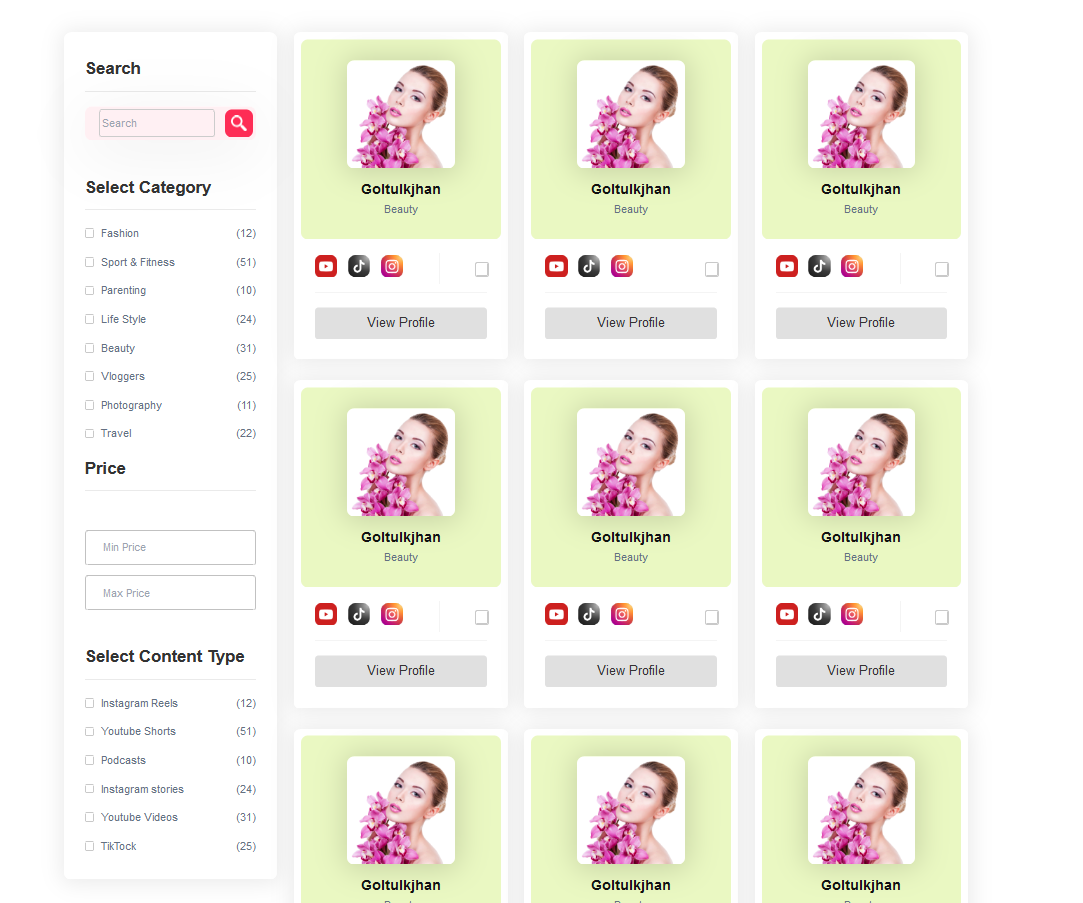 Search
Search
Select Category
Fashion (12)
Sport & Fitness (51)
Parenting (10)
Life Style (24)
Beauty (31)
Vloggers (25)
Photography (11)
Travel (22)
Price
Min Price
Max Price
Select Content Type
Instagram Reels (12)
Youtube Shorts (51)
Podcasts (10)
Instagram stories (24)
Youtube Videos (31)
TikTock (25)
Goltulkjhan
Beauty
View Profile
Goltulkjhan
Beauty
View Profile
Goltulkjhan
Beauty
View Profile
Goltulkjhan
Beauty
View Profile
Goltulkjhan
Beauty
View Profile
Goltulkjhan
Beauty
View Profile
Goltulkjhan
Goltulkjhan
Goltulkjhan